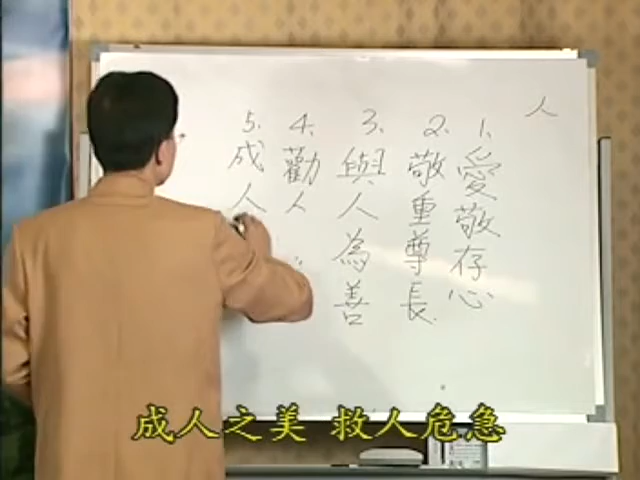 人
1. 愛敬存心
2. 敬重尊長
3. 與人為善
4. 勸人
5. 成人
成人之美 救人危急